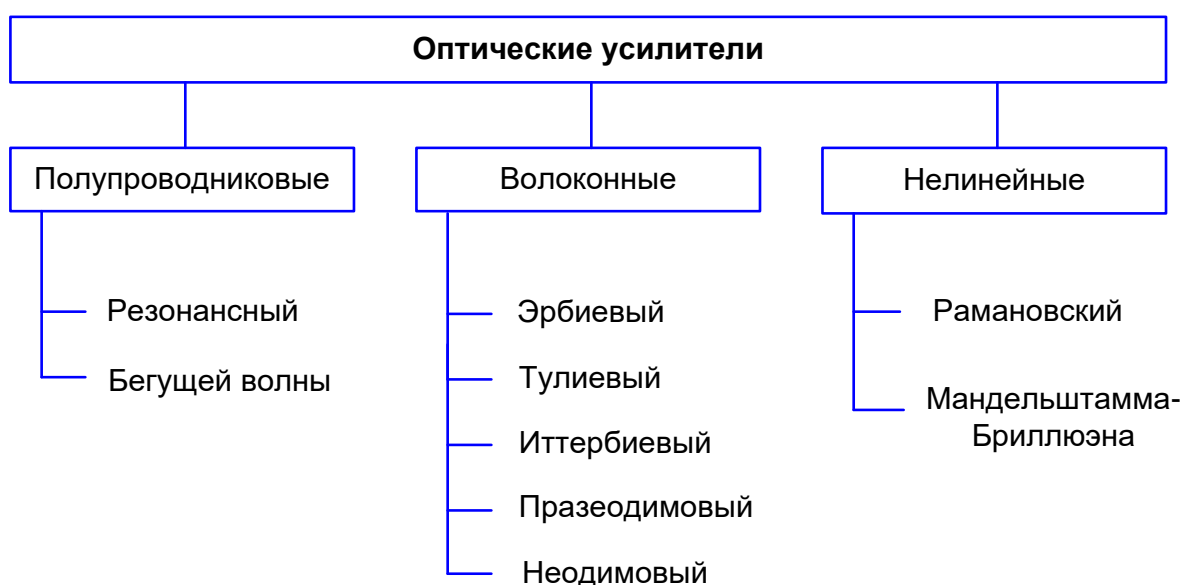 Оптические усилители
Полупроводниковые
Резонансный
Бегущей волны
Волоконные
Эрбиевый
Тулиевый
Иттербиевый
Празеодимовый
Неодимовый
Нелинейные
Рамановский
Мандельштамма-
Бриллюэна